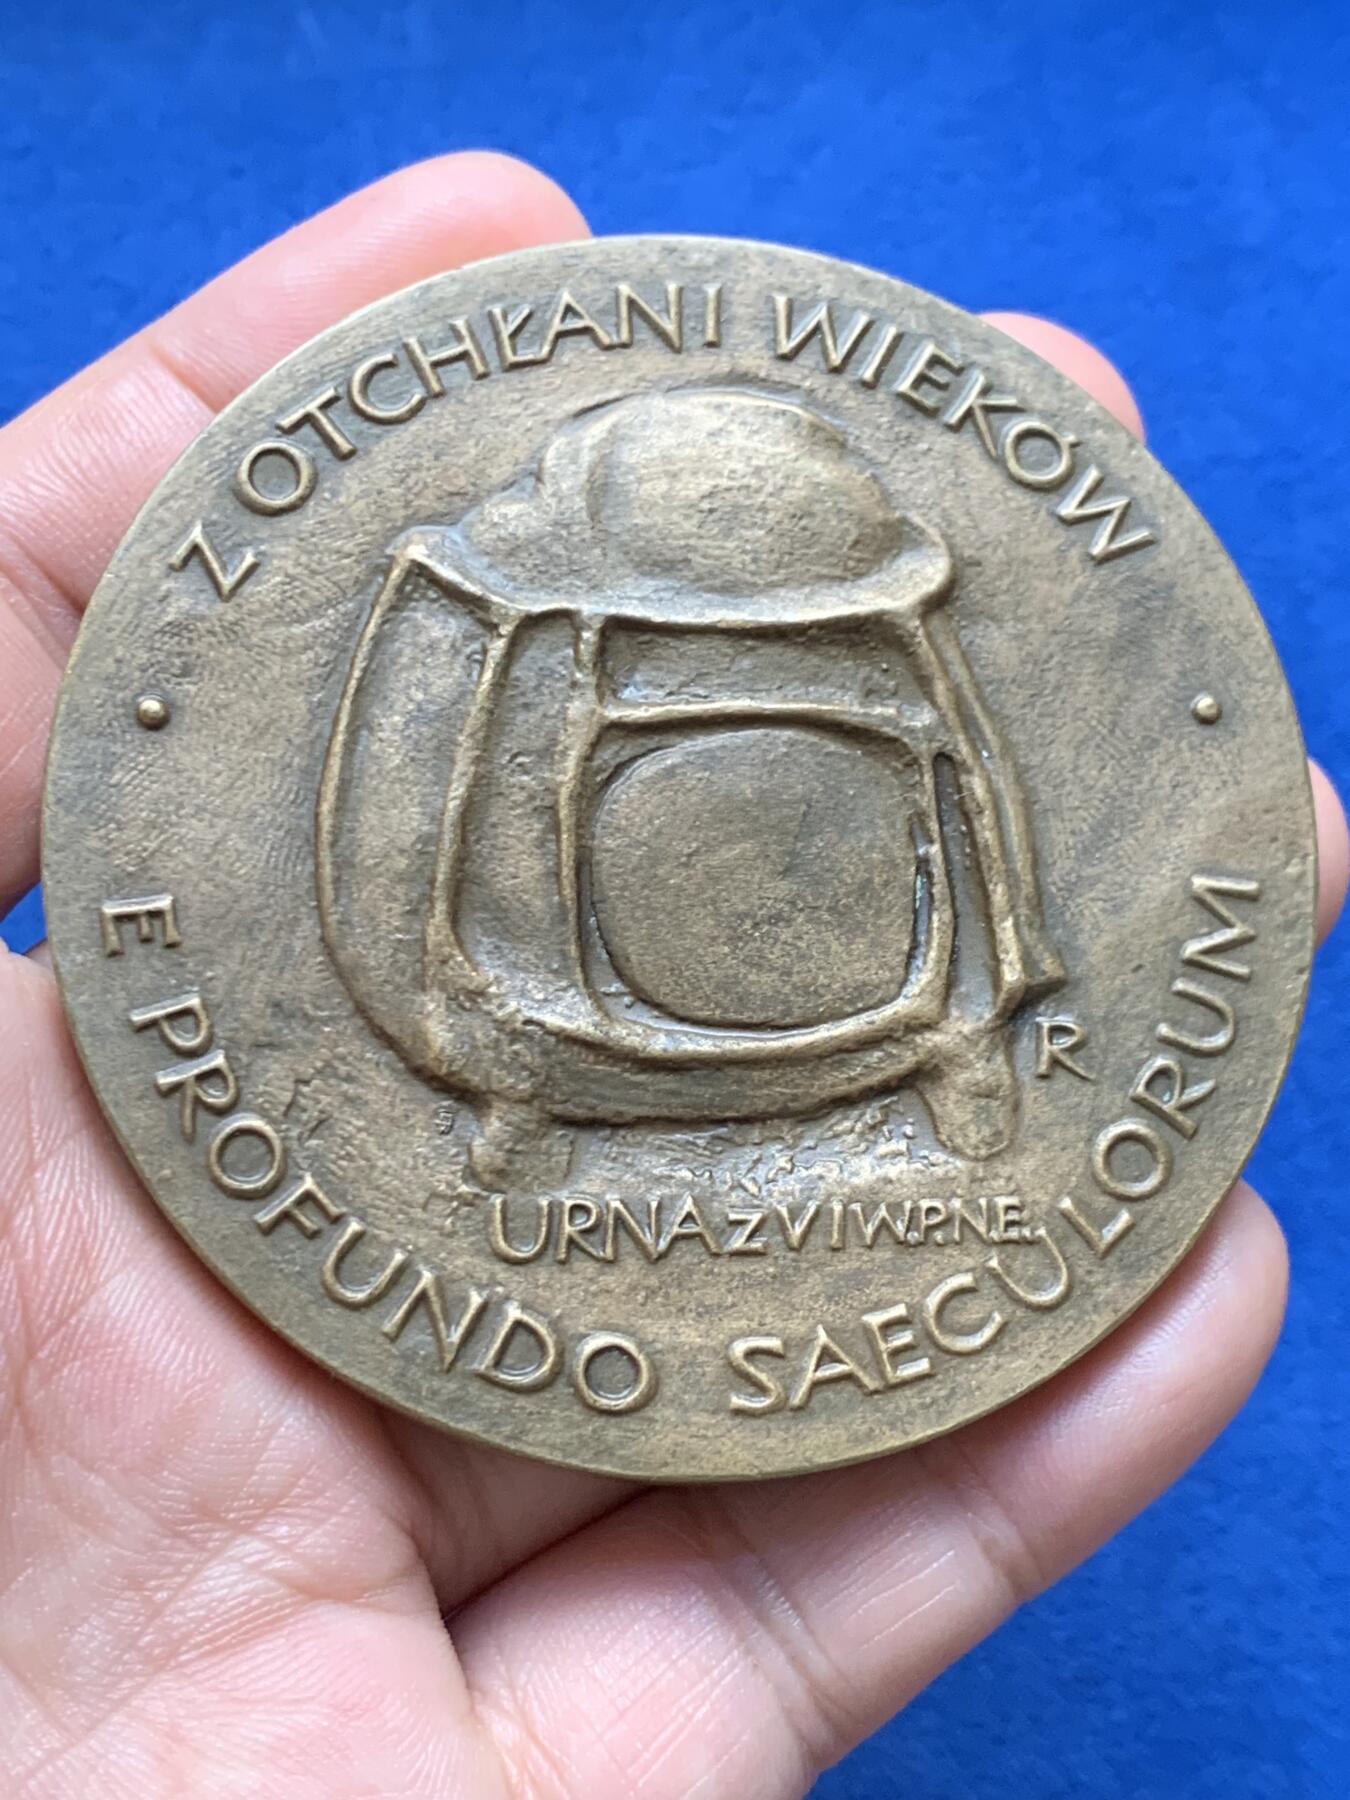 Z OTCHŁANI WIEKÓW
R
URNA z VI W.P.N.E.
E PROFUNDO SAECULORUM